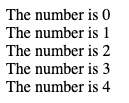 The number is 0
The number is 1
The number is 2
The number is 3
The number is 4